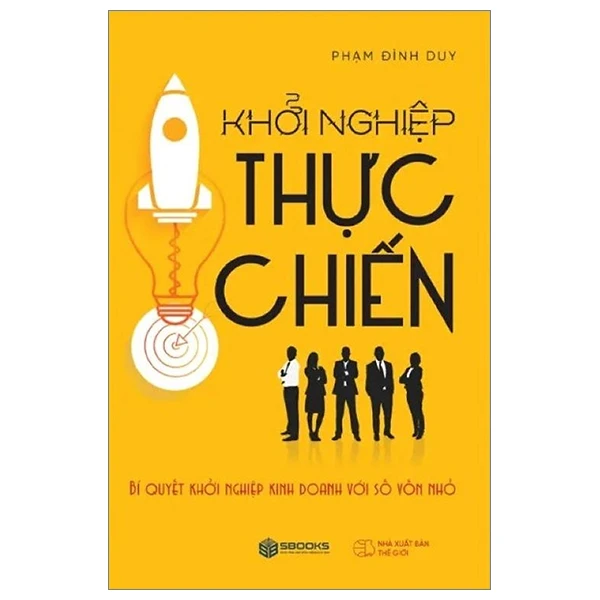 PHẠM ĐÌNH DUY
KHỞI NGHIỆP
THỰC
CHIẾN
BÍ QUYẾT KHỞI NGHIỆP KINH DOANH VỚI SỐ VỐN NHỎ
SBOOKS
NHÀ XUẤT BẢN
THẾ GIỚI